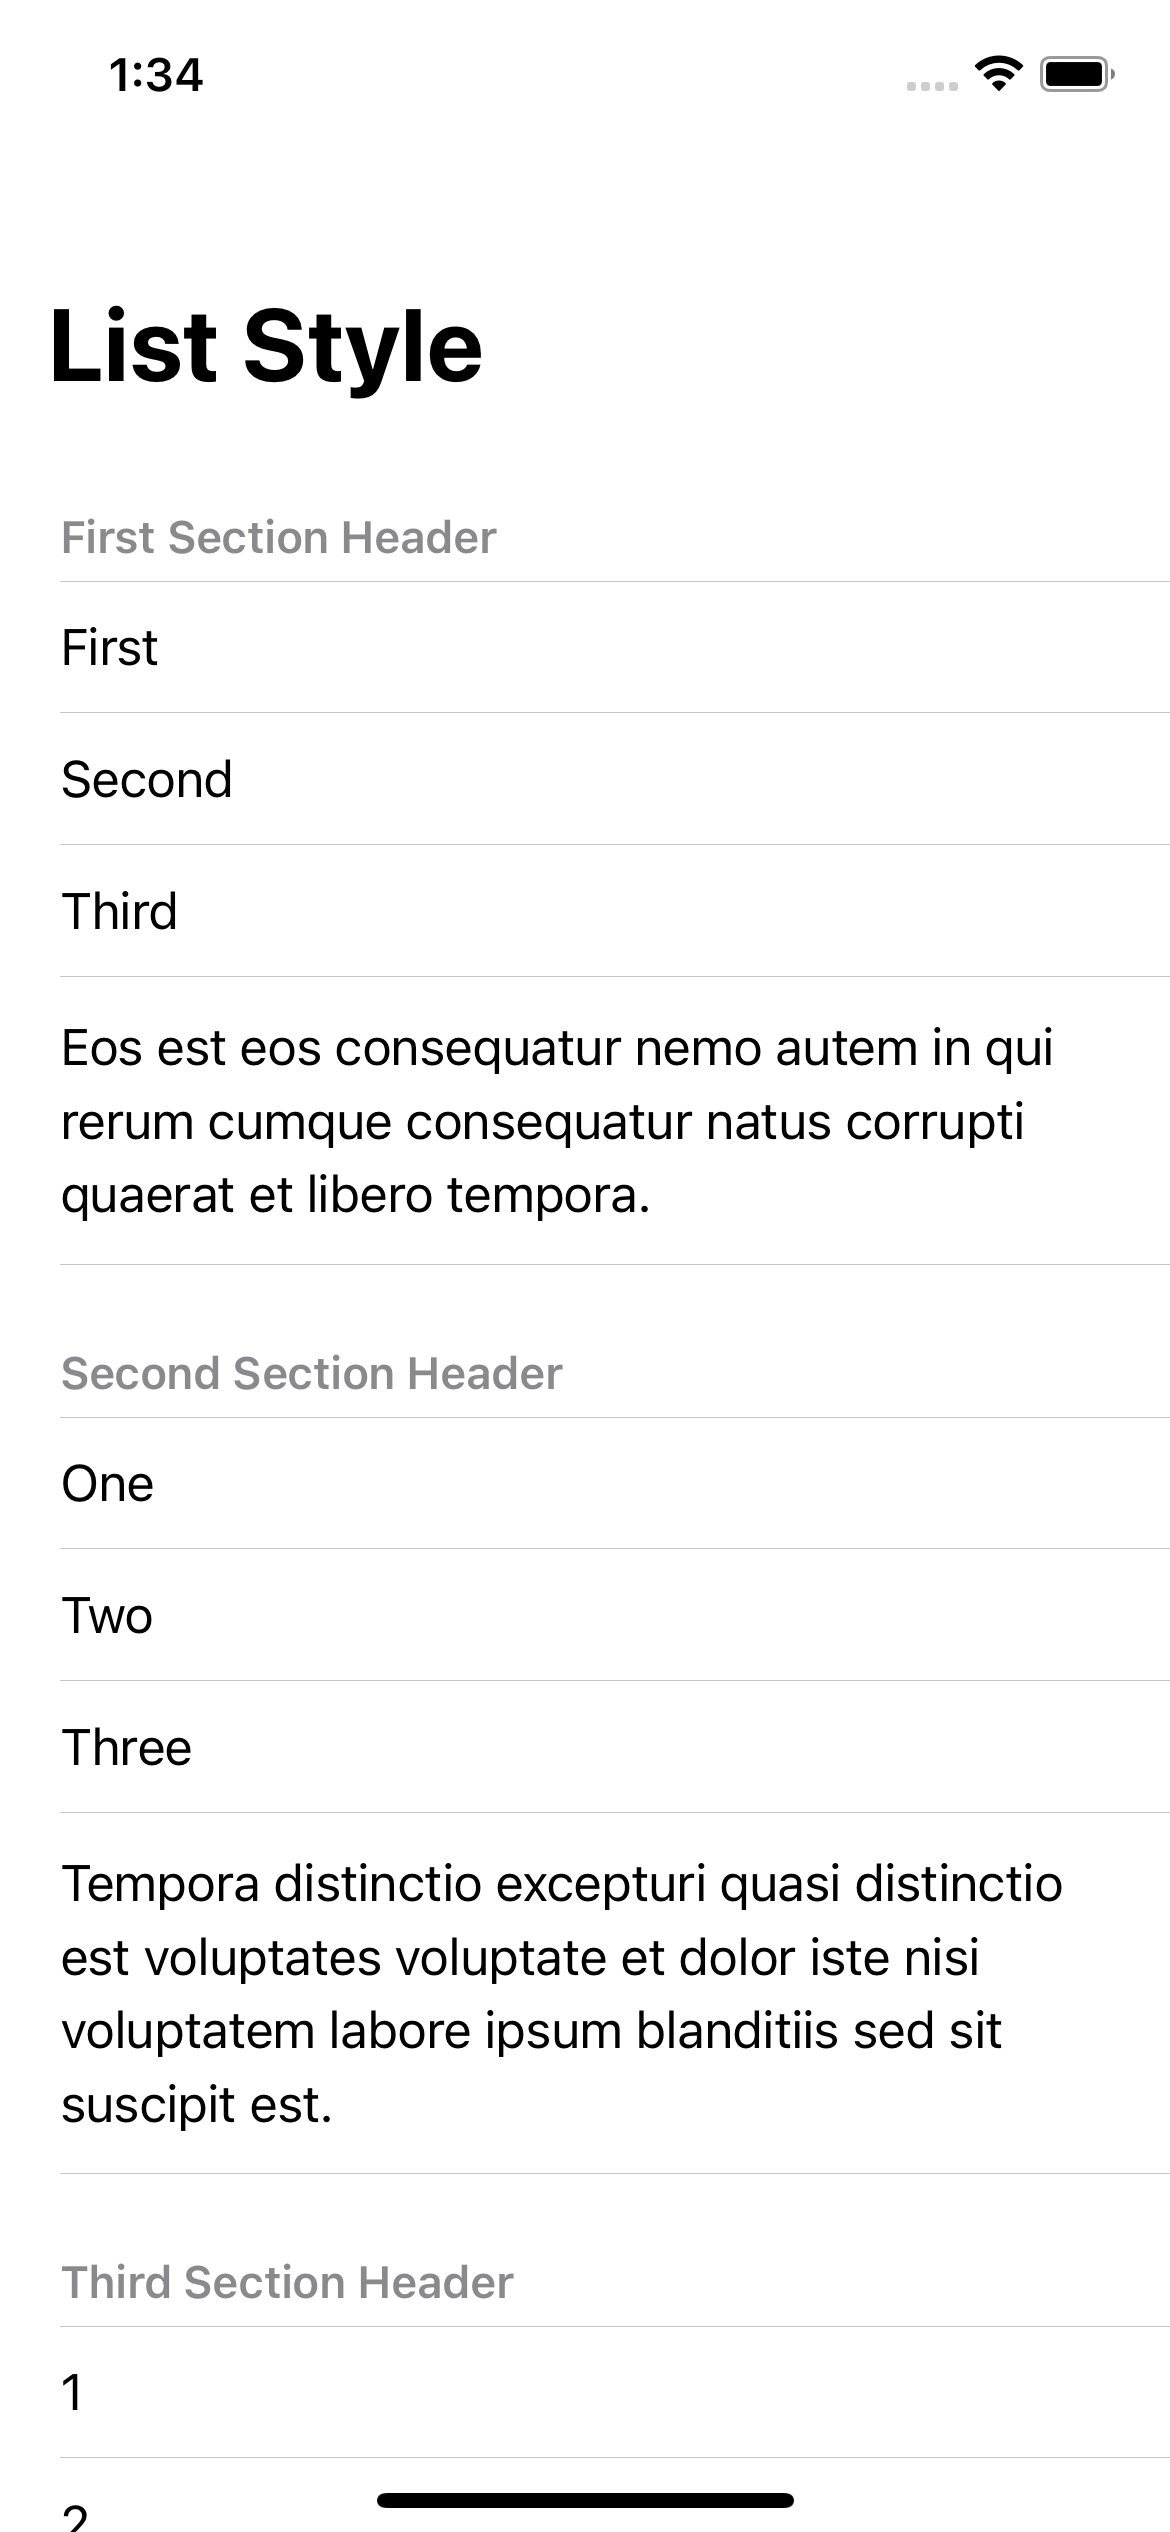 1:34
List Style
First Section Header
First
Second
Third
Eos est eos consequatur nemo autem in qui
rerum cumque consequatur natus corrupti
quaerat et libero tempora.
Second Section Header
One
Two
Three
Tempora distinctio excepturi quasi distinctio
est voluptates voluptate et dolor iste nisi
voluptatem labore ipsum blanditiis sed sit
suscipit est.
Third Section Header
1
2